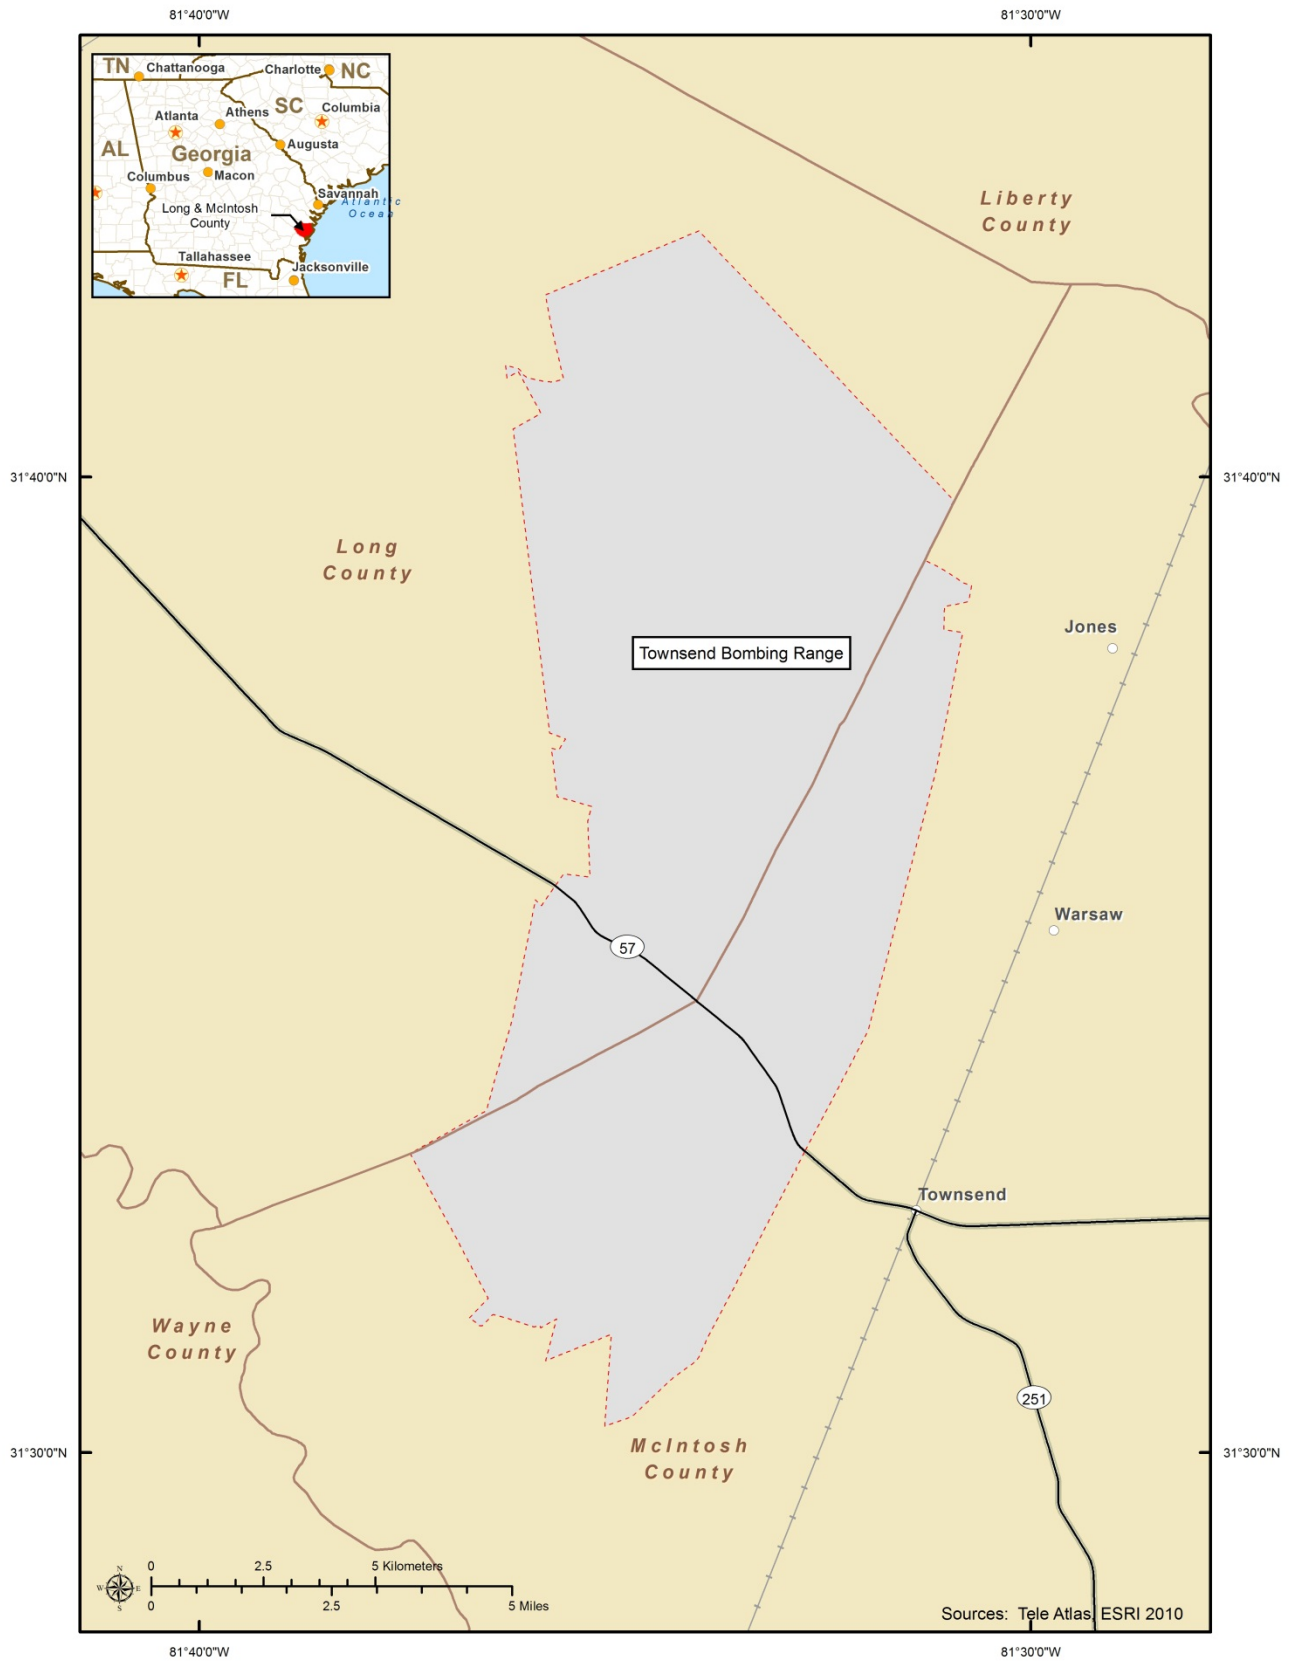 81°40'0"W
81°30'0"W
TN
Chattanooga
Charlotte
NC
SC
Columbia
Atlanta
Athens
AL
Georgia
Augusta
Columbus
Macon
Savannah
Atlantic
Ocean
Long & McIntosh
County
Tallahassee
Jacksonville
FL
Liberty
County
31°40'0"N
31°40'0"N
Long
County
Jones
Townsend Bombing Range
Warsaw
57
Townsend
Wayne
County
251
McIntosh
County
31°30'0"N
31°30'0"N
N
W
E
S
0
2.5
5 Kilometers
0
2.5
5 Miles
Sources: Tele Atlas, ESRI 2010
81°40'0"W
81°30'0"W